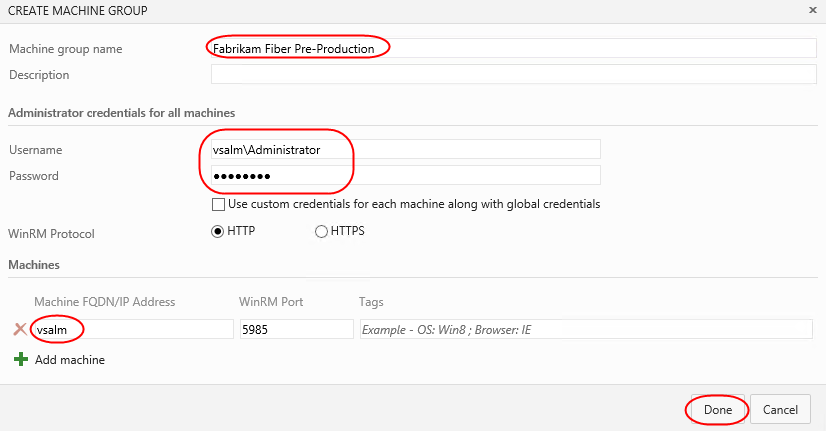 CREATE MACHINE GROUP
Machine group name Fabrikam Fiber Pre-Production
Description
Administrator credentials for all machines
Username vsalm\Administrator
Password ●●●●●●●●
Use custom credentials for each machine along with global credentials
WinRM Protocol HTTP HTTPS
Machines
Machine FQDN/IP Address WinRM Port Tags
vsalm 5985 Example - OS: Win8 ; Browser: IE
Add machine
Done Cancel